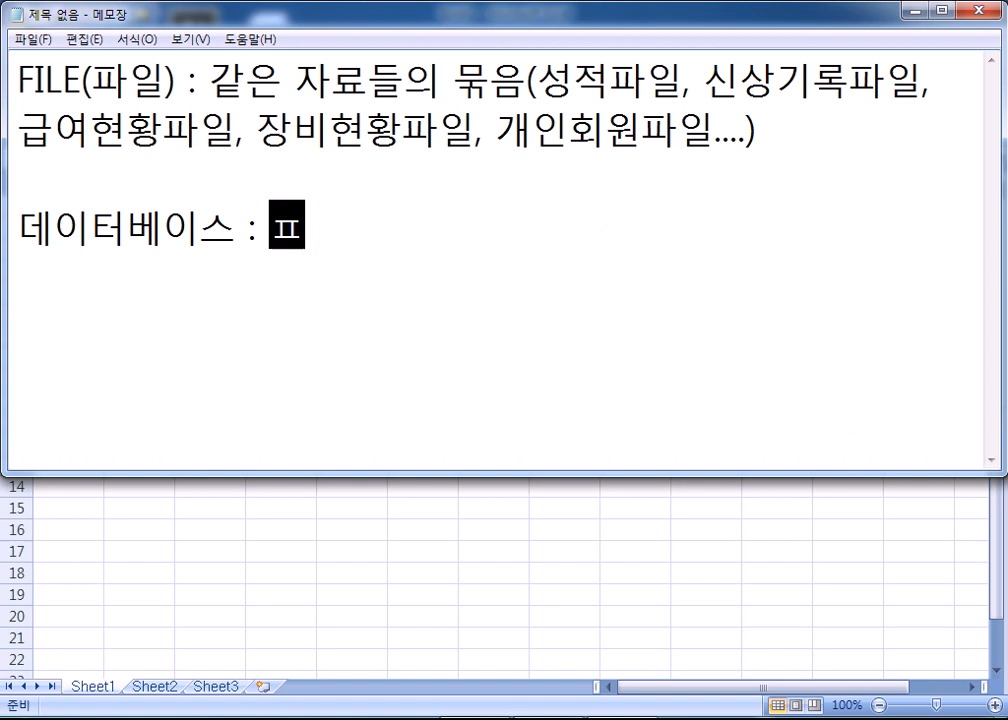 제목 없음 - 메모장
파일(F) 편집(E) 서식(O) 보기(V) 도움말(H)
FILE(파일) : 같은 자료들의 묶음(성적파일, 신상기록파일,
급여현황파일, 장비현황파일, 개인회원파일....)
데이터베이스 : ㅍ
14
15
16
17
18
19
20
21
22
Sheet1 Sheet2 Sheet3
준비 100%